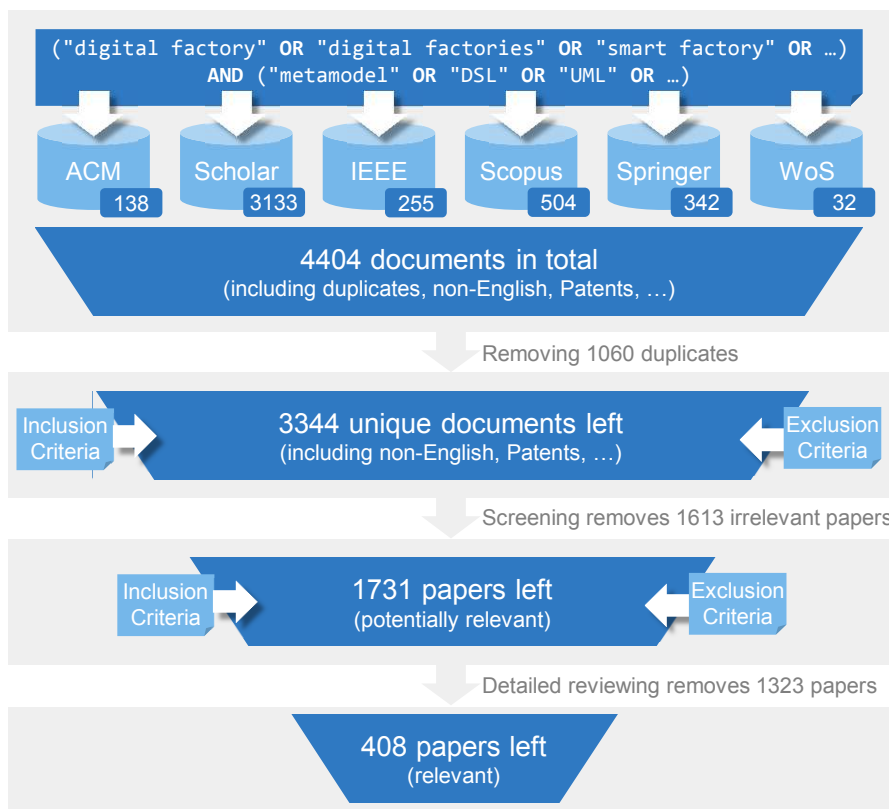 ("digital factory" OR "digital factories" OR "smart factory" OR …)
AND ("metamodel" OR "DSL" OR "UML" OR …)
ACM
138
Scholar
3133
IEEE
255
Scopus
504
Springer
342
WoS
32
4404 documents in total
(including duplicates, non-English, Patents, …)
Removing 1060 duplicates
Inclusion
Criteria
3344 unique documents left
(including non-English, Patents, …)
Exclusion
Criteria
Screening removes 1613 irrelevant papers
Inclusion
Criteria
1731 papers left
(potentially relevant)
Exclusion
Criteria
Detailed reviewing removes 1323 papers
408 papers left
(relevant)